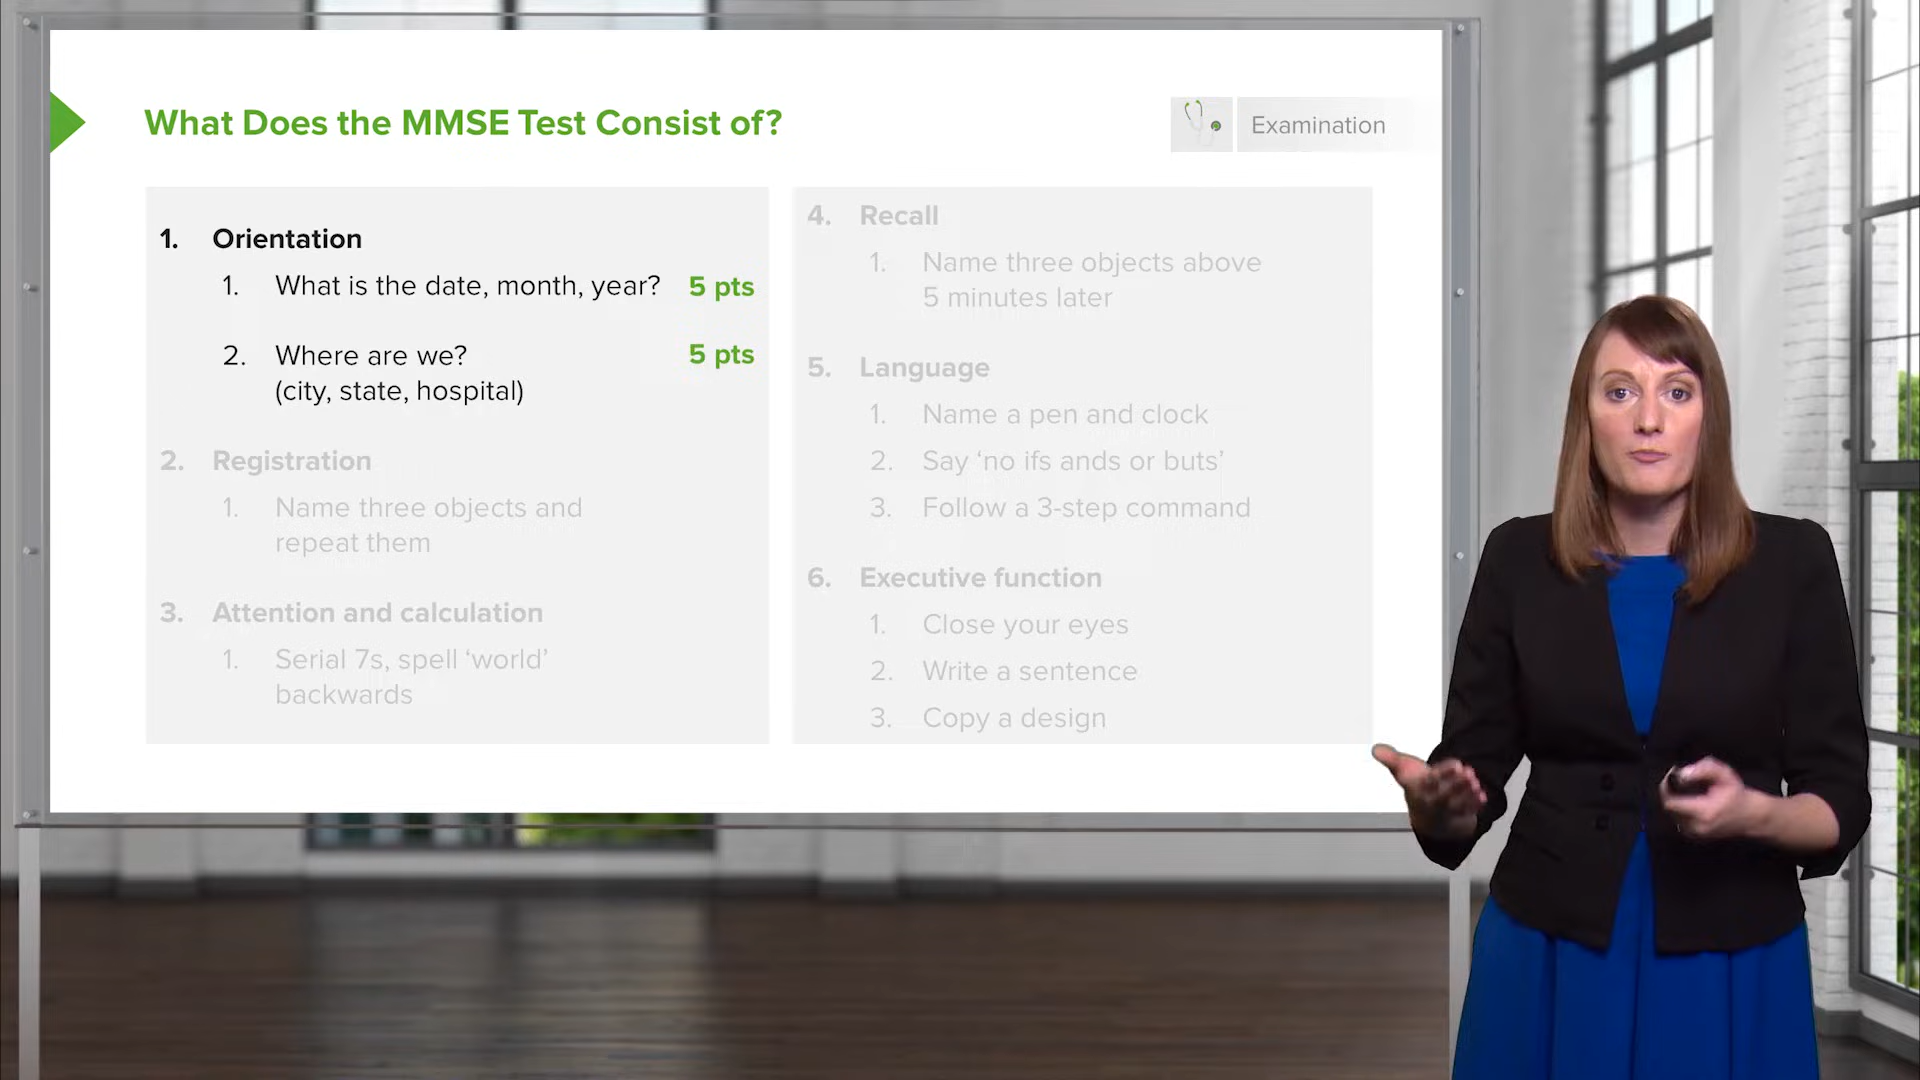 What Does the MMSE Test Consist of?
Examination
1. Orientation
1. What is the date, month, year? 5 pts
2. Where are we? 5 pts
(city, state, hospital)
2. Registration
1. Name three objects and
repeat them
3. Attention and calculation
1. Serial 7s, spell ‘world’
backwards
4. Recall
1. Name three objects above
5 minutes later
5. Language
1. Name a pen and clock
2. Say ‘no ifs ands or buts’
3. Follow a 3-step command
6. Executive function
1. Close your eyes
2. Write a sentence
3. Copy a design